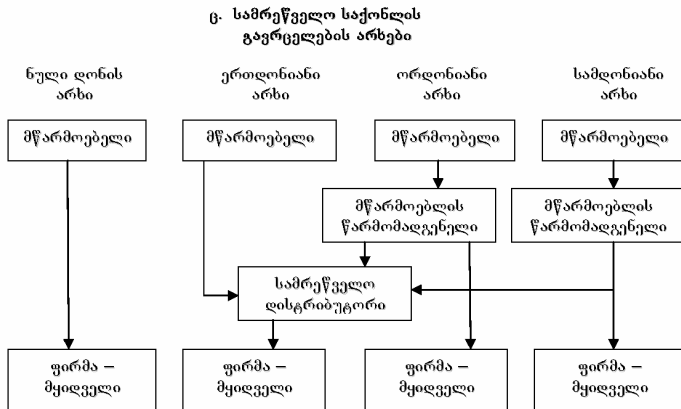 ც. სამრეწველო საქონლის
გავრცელების არხები
ნული დონის
არხი
ერთდონიანი
არხი
ორდონიანი
არხი
სამდონიანი
არხი
მწარმოებელი
მწარმოებელი
მწარმოებელი
მწარმოებელი
მწარმოებლის
წარმომადგენელი
მწარმოებლის
წარმომადგენელი
სამრეწველო
დისტრიბუტორი
ფირმა –
მყიდველი
ფირმა –
მყიდველი
ფირმა –
მყიდველი
ფირმა –
მყიდველი